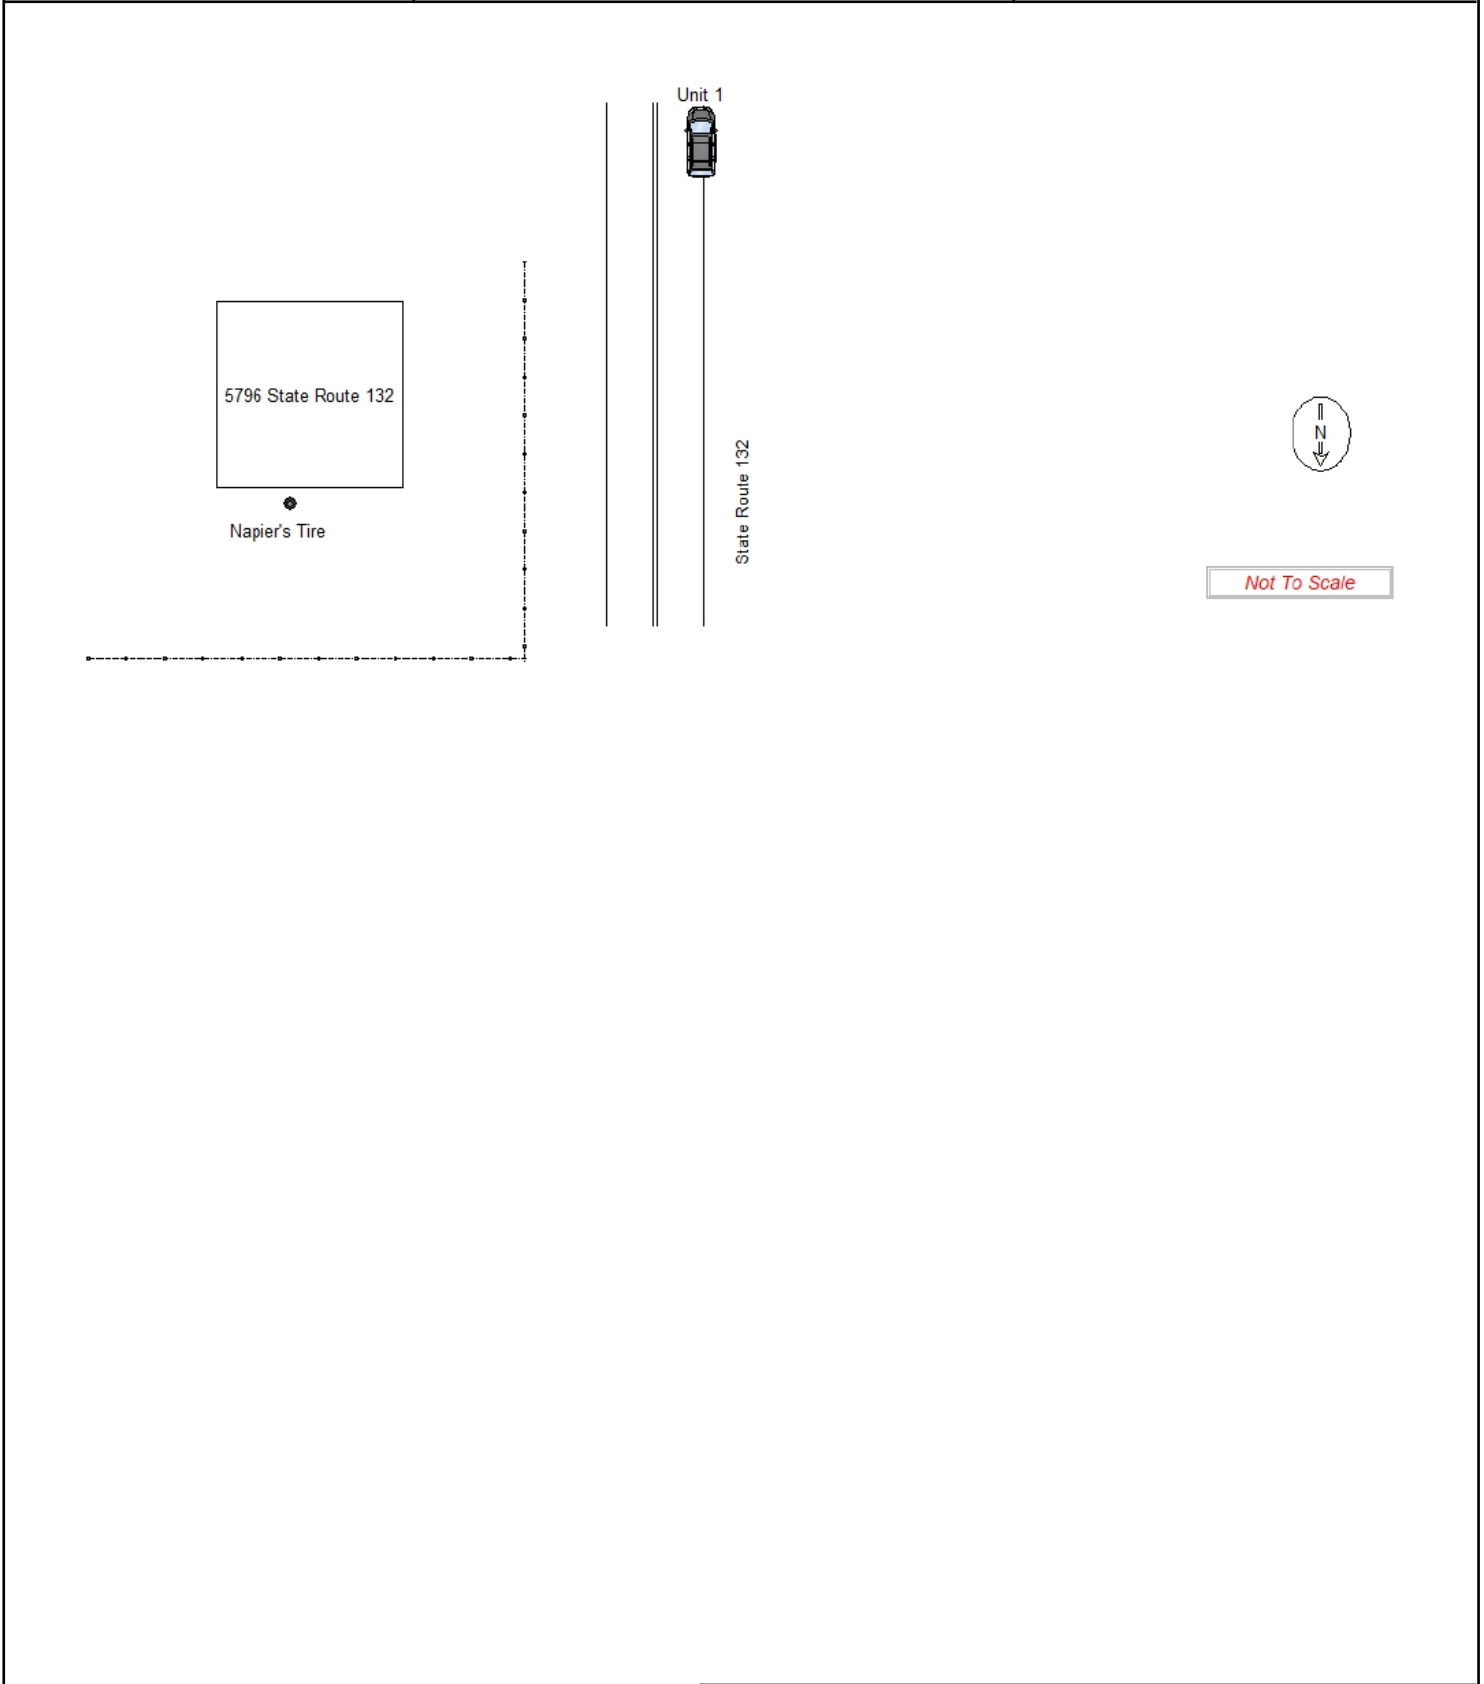 Unit 1
5796 State Route 132
N
State Route 132
Napier's Tire
Not To Scale